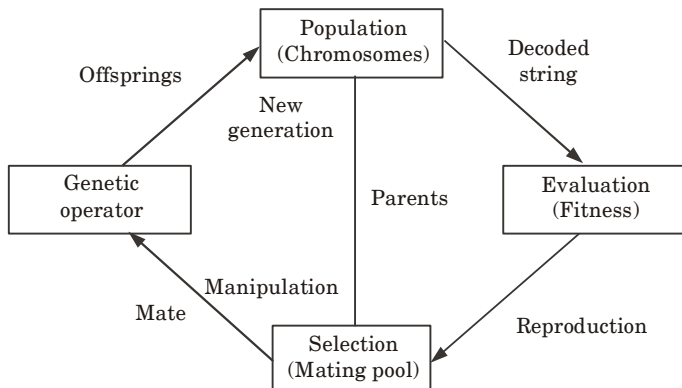 Population
(Chromosomes)
Decoded
string
Offsprings
New
generation
Genetic
operator
Parents
Evaluation
(Fitness)
Manipulation
Mate
Reproduction
Selection
(Mating pool)